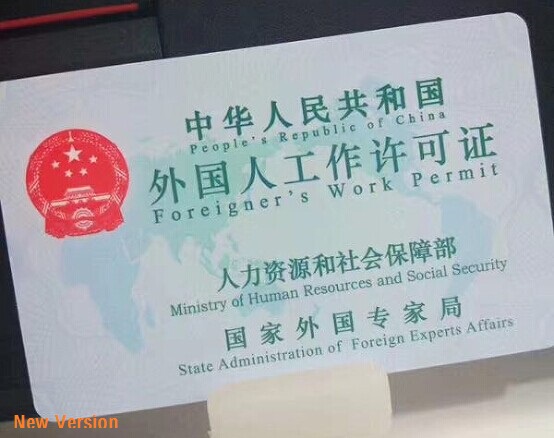 中华人民共和国
People's Republic of China
外国人工作许可证
Foreigner's Work Permit
人力资源和社会保障部
Ministry of Human Resources and Social Security
国家外国专家局
State Administration of Foreign Experts Affairs
New Version